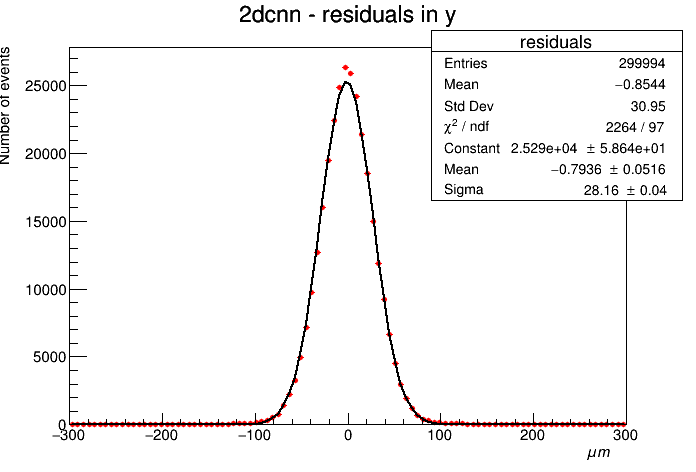 2dcnn - residuals in y
Number of events
residuals
Entries 299994
Mean −0.8544
Std Dev 30.95
χ² / ndf 2264 / 97
Constant 2.529e+04 ± 5.864e+01
Mean −0.7936 ± 0.0516
Sigma 28.16 ± 0.04
25000
20000
15000
10000
5000
0
−300 −200 −100 0 100 200 300
μm